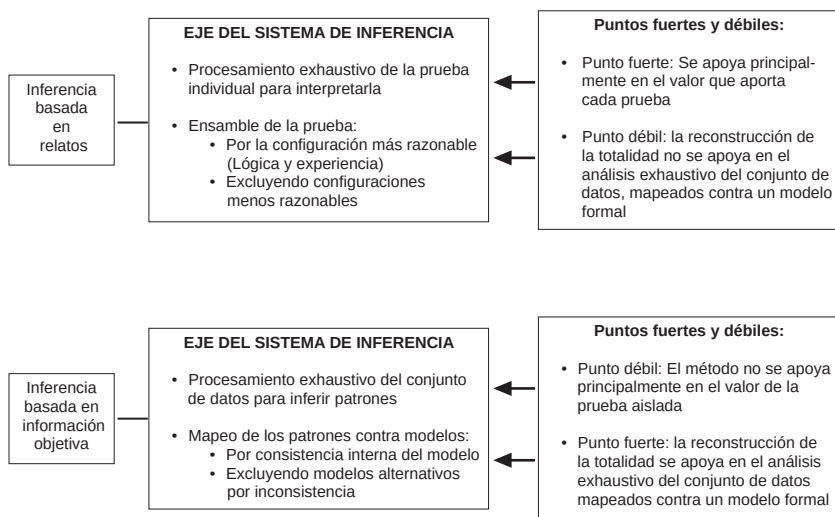 Inferencia
basada
en
relatos
EJE DEL SISTEMA DE INFERENCIA
• Procesamiento exhaustivo de la prueba
individual para interpretarla
• Ensamble de la prueba:
• Por la configuración más razonable
(Lógica y experiencia)
• Excluyendo configuraciones
menos razonables
Puntos fuertes y débiles:
• Punto fuerte: Se apoya principal-
mente en el valor que aporta
cada prueba
• Punto débil: la reconstrucción de
la totalidad no se apoya en el
análisis exhaustivo del conjunto de
datos, mapeados contra un modelo
formal
Inferencia
basada en
información
objetiva
EJE DEL SISTEMA DE INFERENCIA
• Procesamiento exhaustivo del conjunto
de datos para inferir patrones
• Mapeo de los patrones contra modelos:
• Por consistencia interna del modelo
• Excluyendo modelos alternativos
por inconsistencia
Puntos fuertes y débiles:
• Punto débil: El método no se apoya
principalmente en el valor de la
prueba aislada
• Punto fuerte: la reconstrucción de
la totalidad se apoya en el análisis
exhaustivo del conjunto de datos
mapeados contra un modelo formal